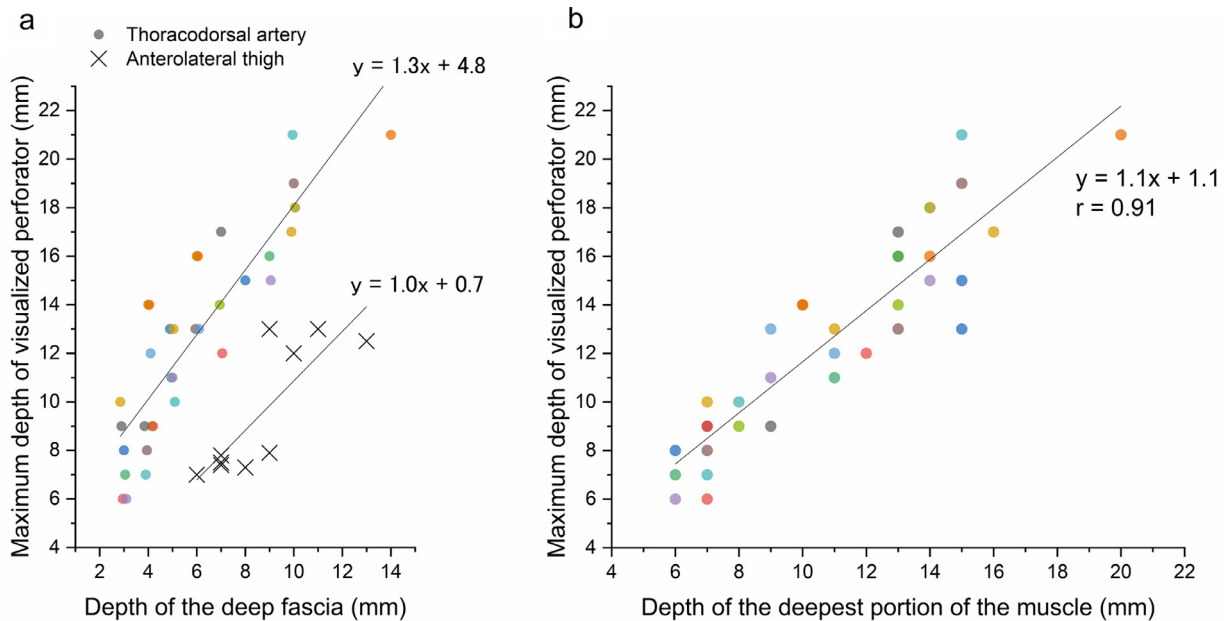 a
Thoracodorsal artery
Anterolateral thigh
y = 1.3x + 4.8
y = 1.0x + 0.7
Maximum depth of visualized perforator (mm)
22
20
18
16
14
12
10
8
6
4
2 4 6 8 10 12 14
Depth of the deep fascia (mm)
b
y = 1.1x + 1.1
r = 0.91
Maximum depth of visualized perforator (mm)
22
20
18
16
14
12
10
8
6
4
4 6 8 10 12 14 16 18 20 22
Depth of the deepest portion of the muscle (mm)